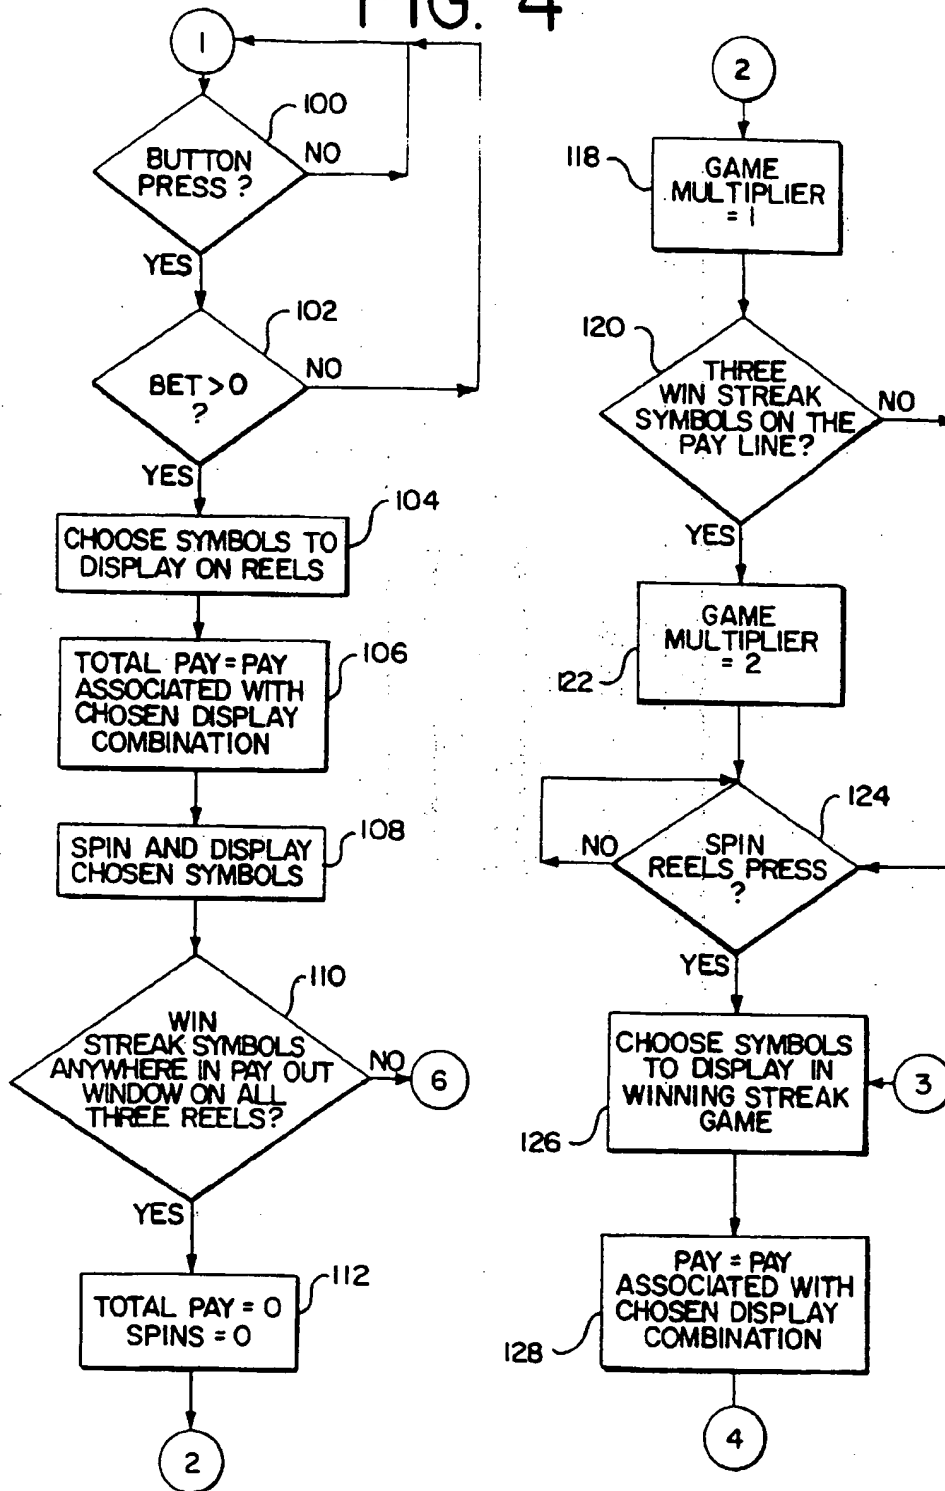 FIG. 4
1
100
BUTTON
PRESS ?
NO
YES
102
BET > 0
?
NO
YES
104
CHOOSE SYMBOLS TO
DISPLAY ON REELS
106
TOTAL PAY = PAY
ASSOCIATED WITH
CHOSEN DISPLAY
COMBINATION
108
SPIN AND DISPLAY
CHOSEN SYMBOLS
110
WIN
STREAK SYMBOLS
ANYWHERE IN PAY OUT
WINDOW ON ALL
THREE REELS?
NO
6
YES
112
TOTAL PAY = 0
SPINS = 0
2
2
118
GAME
MULTIPLIER
= 1
120
THREE
WIN STREAK
SYMBOLS ON THE
PAY LINE?
NO
YES
GAME
MULTIPLIER
= 2
122
124
SPIN
REELS PRESS
?
NO
YES
CHOOSE SYMBOLS
TO DISPLAY IN
WINNING STREAK
GAME
3
126
PAY = PAY
ASSOCIATED WITH
CHOSEN DISPLAY
COMBINATION
128
4